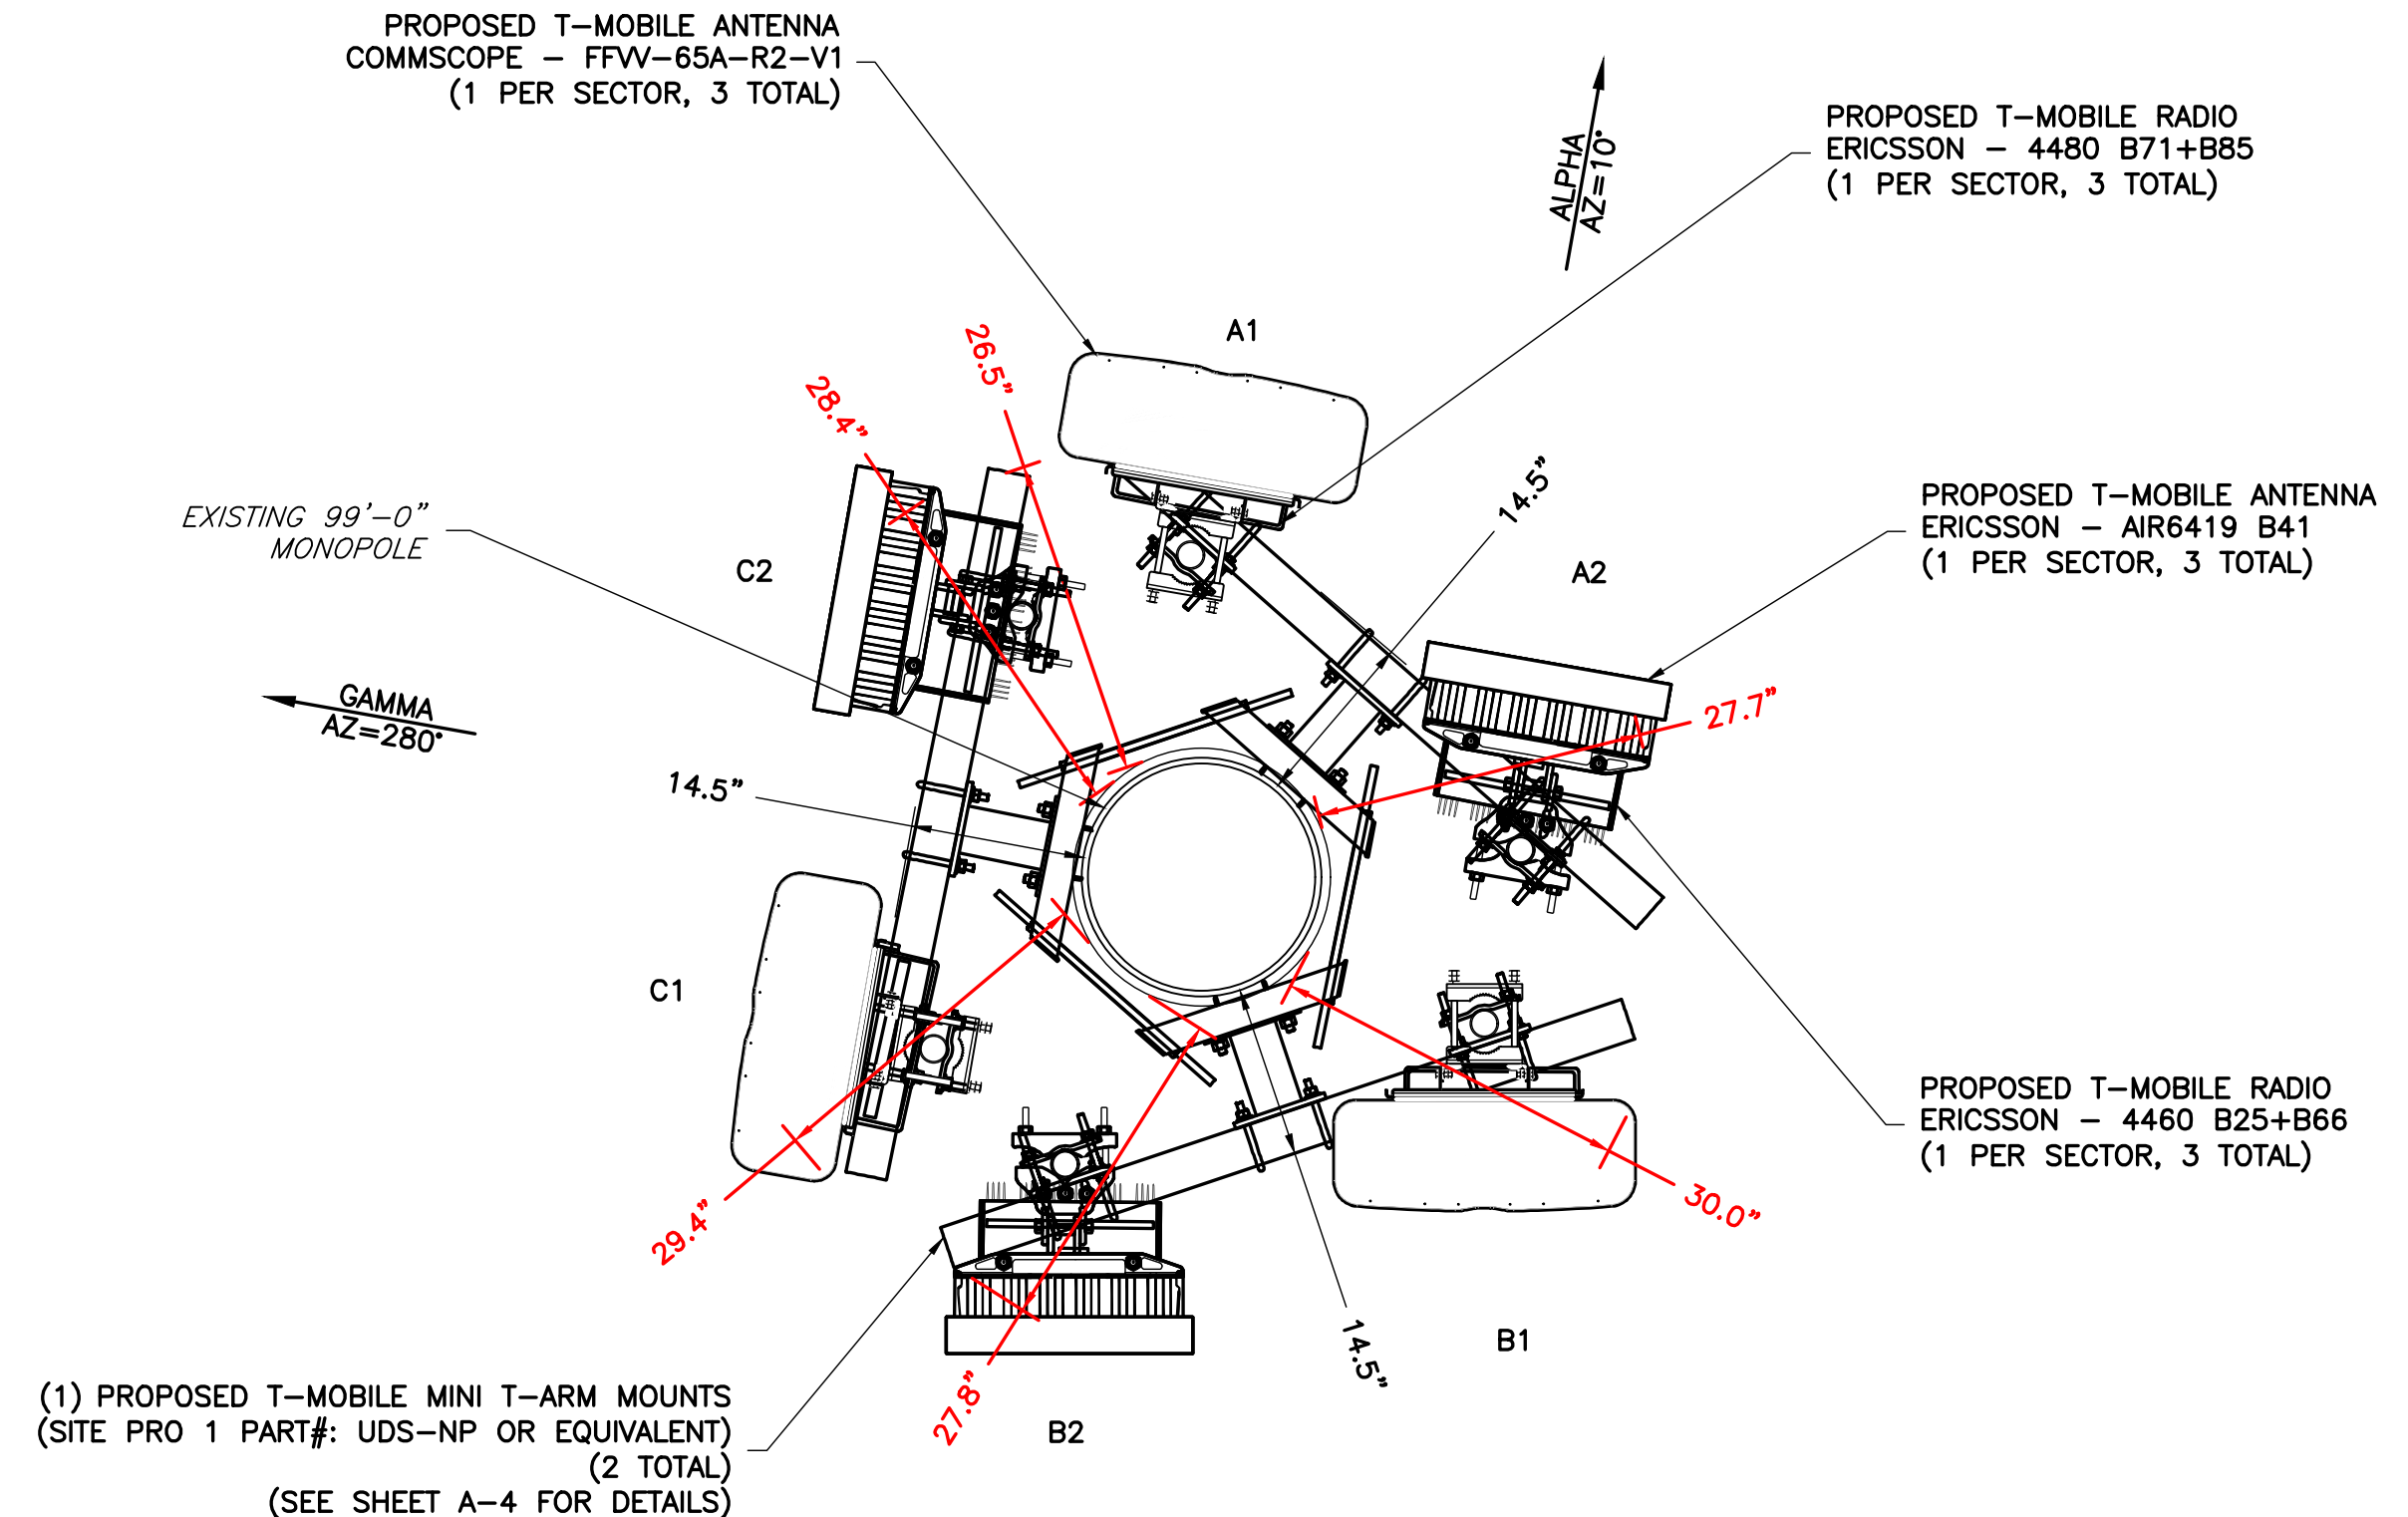 PROPOSED T-MOBILE ANTENNA
COMMSCOPE - FFVV-65A-R2-V1
(1 PER SECTOR, 3 TOTAL)
ALPHA
AZ=10°
PROPOSED T-MOBILE RADIO
ERICSSON - 4480 B71+B85
(1 PER SECTOR, 3 TOTAL)
A1
26.5"
28.4"
14.5"
EXISTING 99'-0"
MONOPOLE
C2
A2
PROPOSED T-MOBILE ANTENNA
ERICSSON - AIR6419 B41
(1 PER SECTOR, 3 TOTAL)
GAMMA
AZ=280°
27.7"
14.5"
C1
PROPOSED T-MOBILE RADIO
ERICSSON - 4460 B25+B66
(1 PER SECTOR, 3 TOTAL)
29.4"
30.0"
B1
14.5"
27.8"
B2
(1) PROPOSED T-MOBILE MINI T-ARM MOUNTS
(SITE PRO 1 PART#: UDS-NP OR EQUIVALENT)
(2 TOTAL)
(SEE SHEET A-4 FOR DETAILS)